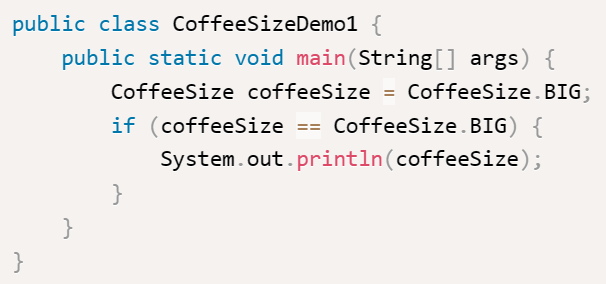 public class CoffeeSizeDemo1 {
    public static void main(String[] args) {
        CoffeeSize coffeeSize = CoffeeSize.BIG;
        if (coffeeSize == CoffeeSize.BIG) {
            System.out.println(coffeeSize);
        }
    }
}